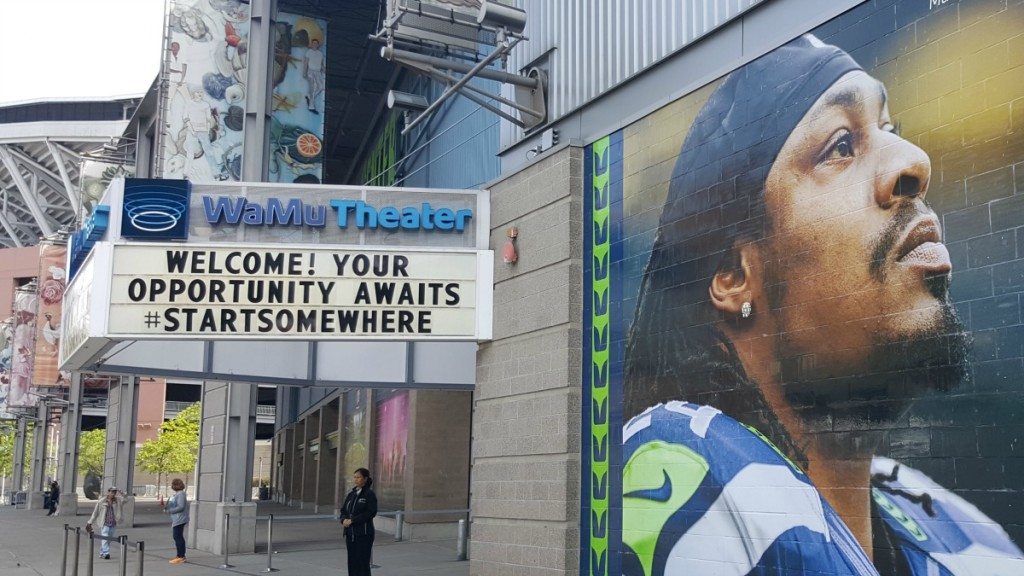 WaMu Theater
WELCOME! YOUR
OPPORTUNITY AWAITS
#STARTSOMEWHERE